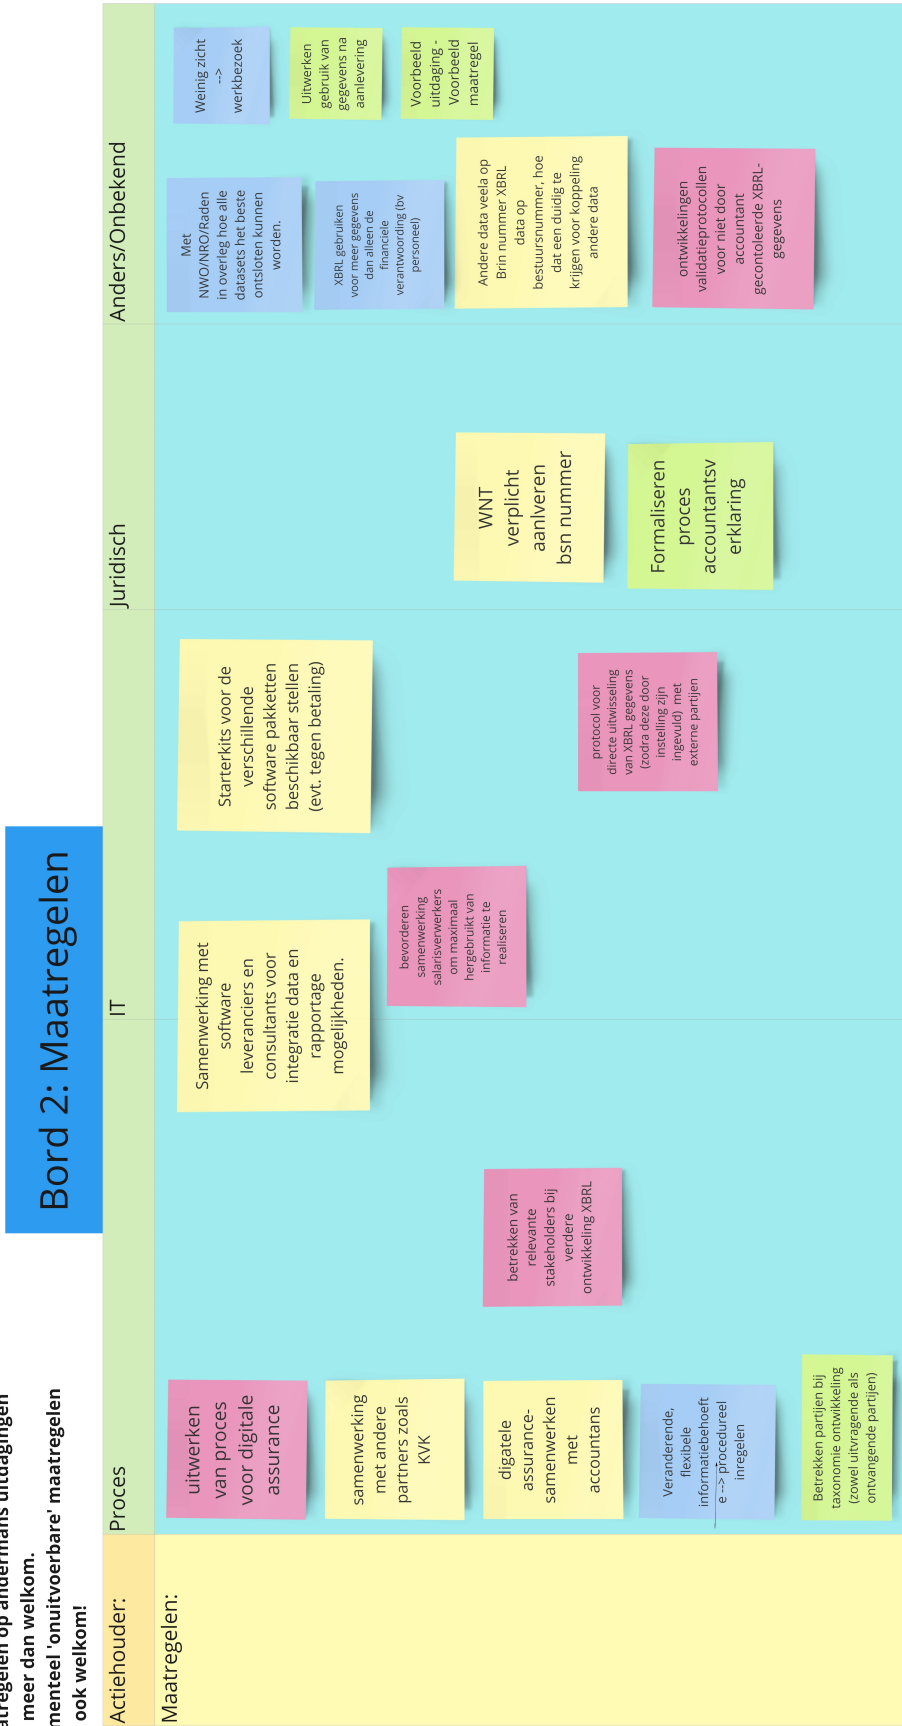 Bord 2: Maatregelen
andermans uitdagingen
meer dan welkom.
'onuitvoerbare' maatregelen
ook welkom!
Actiehouder:
Proces
IT
Juridisch
Anders/Onbekend
Maatregelen:
uitwerken
van proces
voor digitale
assurance
samenwerking
met andere
partners zoals
KVK
digatele
assurance-
samenwerken
met
accountans
Veranderende,
flexibele
informatiebehoeft
e --> procedureel
inregelen
Betrekken partijen bij
taxonomie ontwikkeling
(zowel uitvragende als
ontvangende partijen)
betrekken van
relevante
stakeholders bij
verdere
ontwikkeling XBRL
Samenwerking met
software
leveranciers en
consultants voor
integratie data en
rapportage
mogelijkheden.
bevorderen
samenwerking
salarisverwerkers
om maximaal
hergebruikt van
informatie te
realiseren
Starterkits voor de
verschillende
software pakketten
beschikbaar stellen
(evt. tegen betaling)
protocol voor
directe uitwisseling
van XBRL gegevens
(zodra deze door
instelling zijn
ingevuld) met
externe partijen
WNT
verplicht
aanlveren
bsn nummer
Formaliseren
proces
accountantsv
erklaring
Met
NWO/NRO/Raden
in overleg hoe alle
datasets het beste
ontsloten kunnen
worden.
XBRL gebruiken
voor meer gegevens
dan alleen de
financiele
verantwoording (bv
personeel)
Andere data veela op
Brin nummer XBRL
data op
bestuursnummer, hoe
dat een duidig te
krijgen voor koppeling
andere data
ontwikkelingen
validatieprotocollen
voor niet door
accountant
gecontoleerde XBRL-
gegevens
Weinig zicht
-->
werkbezoek
Uitwerken
gebruik van
gegevens na
aanlevering
Voorbeeld
uitdaging -
Voorbeeld
maatregel